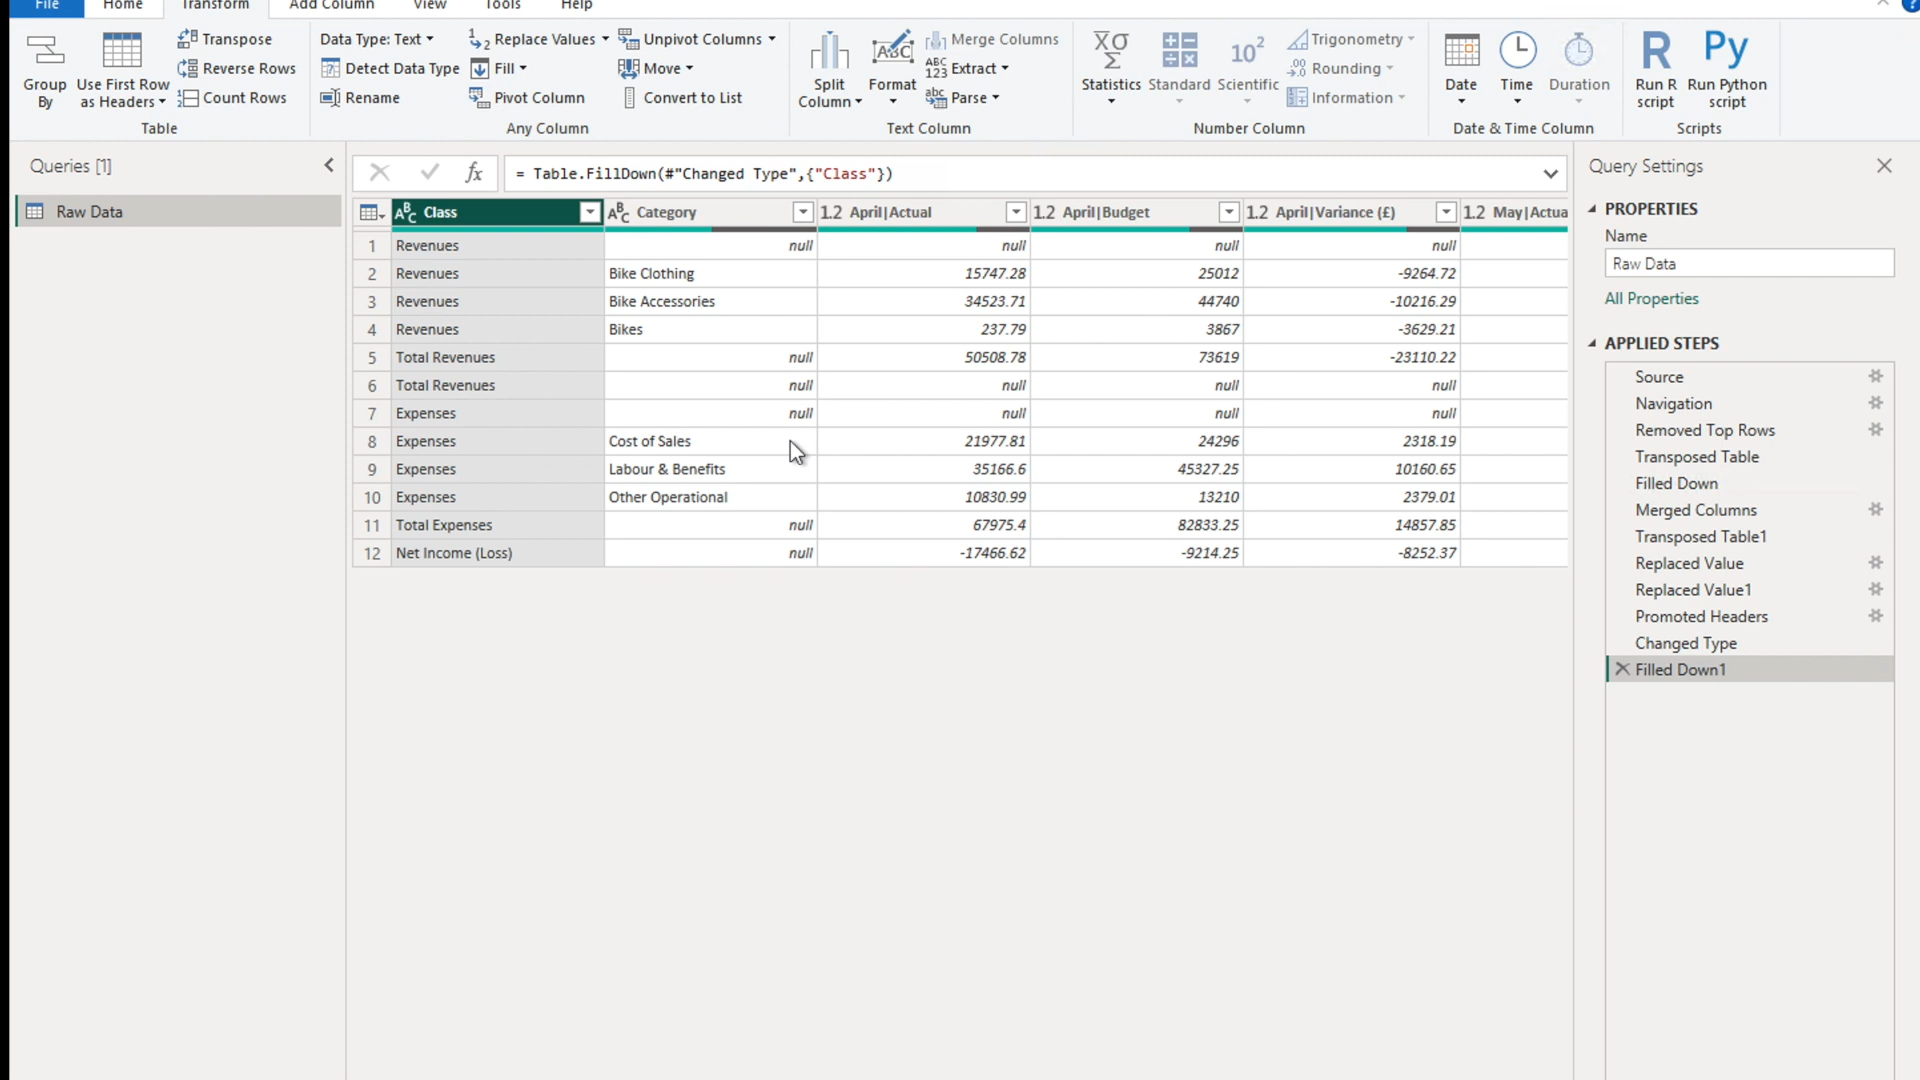 File Home Transform Add Column View Tools Help
Group By
Use First Row as Headers
Transpose
Reverse Rows
Count Rows
Table
Data Type: Text
Detect Data Type
Rename
Replace Values
Fill
Pivot Column
Unpivot Columns
Move
Convert to List
Any Column
Split Column
Format
Merge Columns
Extract
Parse
Text Column
Statistics
Standard
Scientific
Trigonometry
Rounding
Information
Number Column
Date
Time
Duration
Date & Time Column
Run R script
Run Python script
Scripts
Queries [1]
Raw Data
= Table.FillDown(#"Changed Type",{"Class"})
Class Category 1.2 April|Actual 1.2 April|Budget 1.2 April|Variance (£) 1.2 May|Actua
1 Revenues null null null null
2 Revenues Bike Clothing 15747.28 25012 -9264.72
3 Revenues Bike Accessories 34523.71 44740 -10216.29
4 Revenues Bikes 237.79 3867 -3629.21
5 Total Revenues null 50508.78 73619 -23110.22
6 Total Revenues null null null null
7 Expenses null null null null
8 Expenses Cost of Sales 21977.81 24296 2318.19
9 Expenses Labour & Benefits 35166.6 45327.25 10160.65
10 Expenses Other Operational 10830.99 13210 2379.01
11 Total Expenses null 67975.4 82833.25 14857.85
12 Net Income (Loss) null -17466.62 -9214.25 -8252.37
Query Settings
PROPERTIES
Name
Raw Data
All Properties
APPLIED STEPS
Source
Navigation
Removed Top Rows
Transposed Table
Filled Down
Merged Columns
Transposed Table1
Replaced Value
Replaced Value1
Promoted Headers
Changed Type
Filled Down1